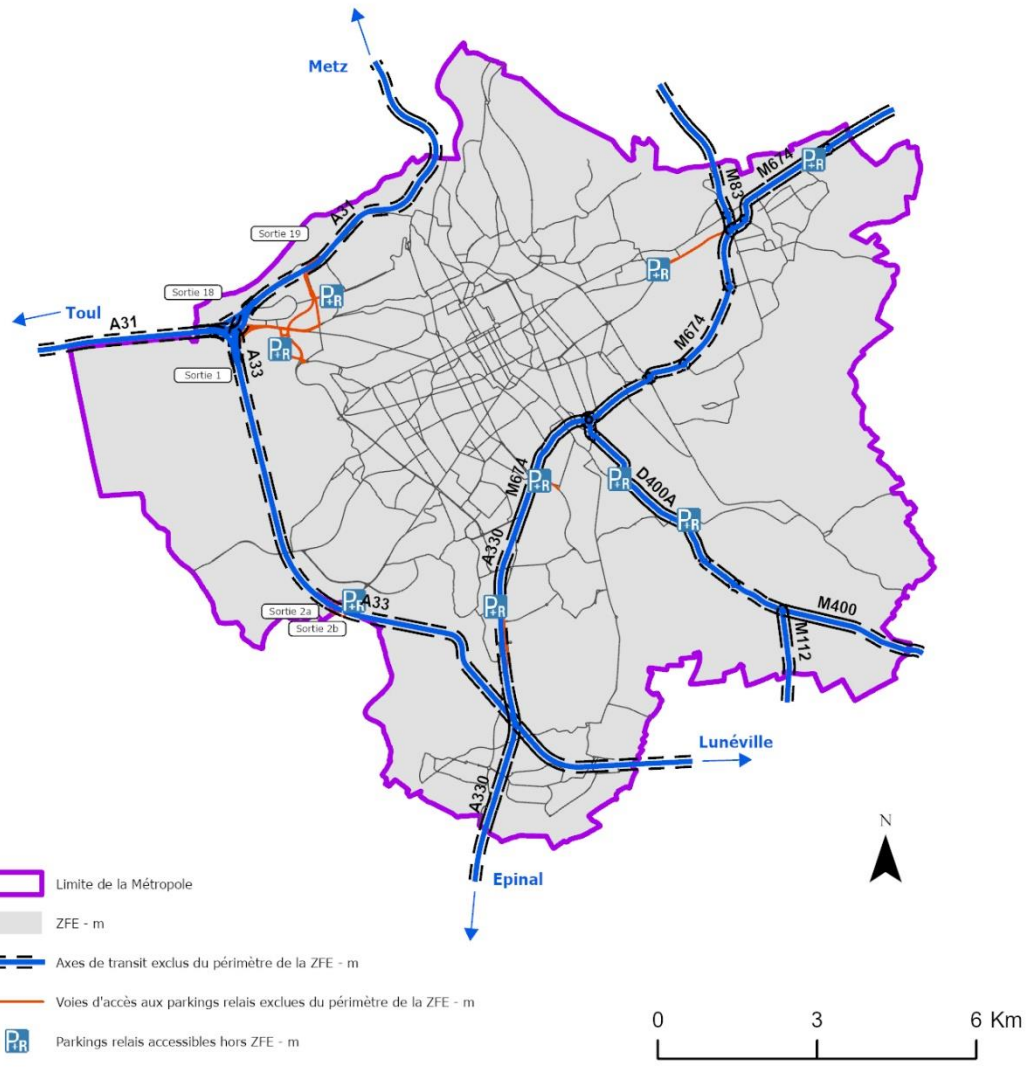 Metz
M674
P+R
M83
A31
Sortie 19
P+R
P+R
Sortie 18
Toul
A31
A33
P+R
M674
Sortie 1
M674
P+R
P+R
D400A
P+R
A330
P+R
A33
P+R
Sortie 2a
Sortie 2b
M400
M112
Lunéville
A330
N
Epinal
Limite de la Métropole
ZFE - m
Axes de transit exclus du périmètre de la ZFE - m
Voies d'accès aux parkings relais exclues du périmètre de la ZFE - m
P+R
Parkings relais accessibles hors ZFE - m
0 3 6 Km